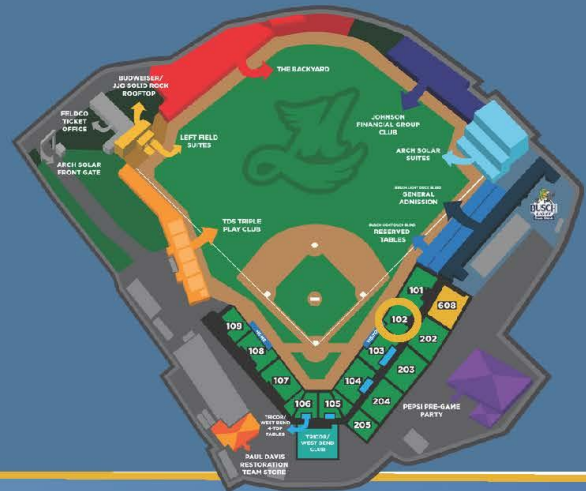 THE BACKYARD
BUDWEISER/
JJO SOLID ROCK
ROOFTOP
FELDCO
TICKET
OFFICE
LEFT FIELD
SUITES
ARCH SOLAR
FRONT GATE
JOHNSON
FINANCIAL GROUP
CLUB
ARCH SOLAR
SUITES
GENERAL
ADMISSION
BUSCH
LIGHT
RESERVED
TABLES
TDS TRIPLE
PLAY CLUB
101
608
102
109
202
108
103
203
107
104
204
106
105
205
PEPSI PRE-GAME
PARTY
TRICOR/
WEST BEND
4-TOP
TABLES
TRICOR/
WEST BEND
CLUB
PAUL DAVIS
RESTORATION
TEAM STORE